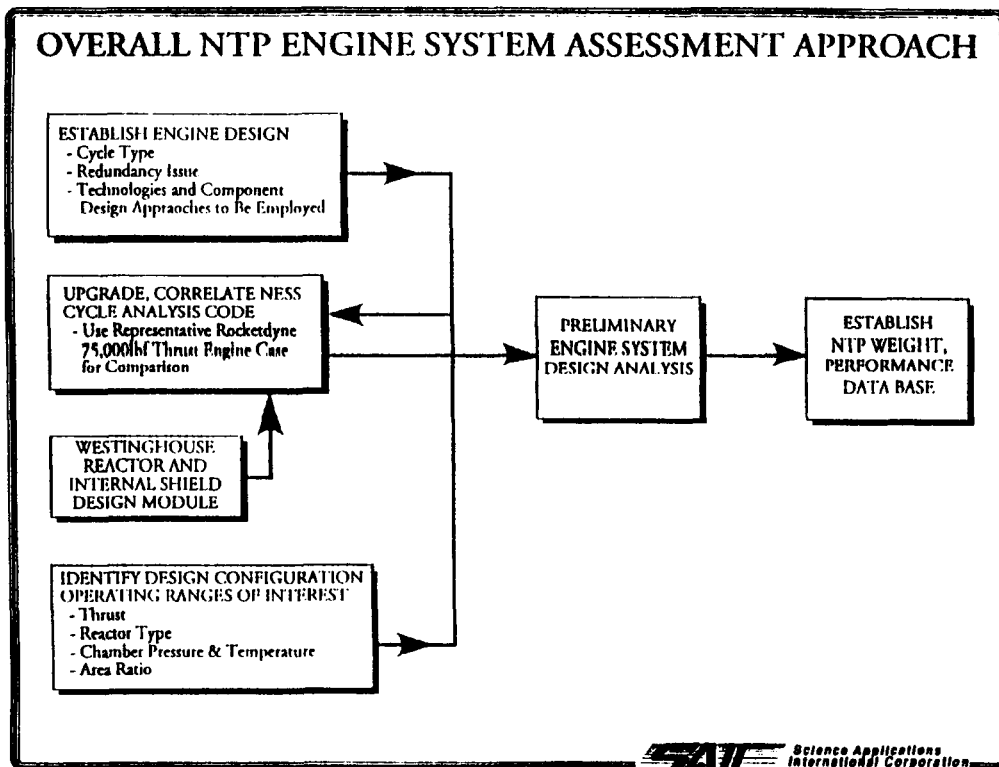 OVERALL NTP ENGINE SYSTEM ASSESSMENT APPROACH
ESTABLISH ENGINE DESIGN
- Cycle Type
- Redundancy Issue
- Technologies and Component
Design Approaches to Be Employed
UPGRADE, CORRELATE NESS
CYCLE ANALYSIS CODE
- Use Representative Rocketdyne
75,000lbf Thrust Engine Case
for Comparison
WESTINGHOUSE
REACTOR AND
INTERNAL SHIELD
DESIGN MODULE
IDENTIFY DESIGN CONFIGURATION
OPERATING RANGES OF INTEREST
- Thrust
- Reactor Type
- Chamber Pressure & Temperature
- Area Ratio
PRELIMINARY
ENGINE SYSTEM
DESIGN ANALYSIS
ESTABLISH
NTP WEIGHT,
PERFORMANCE
DATA BASE
SAIC
Science Applications
International Corporation